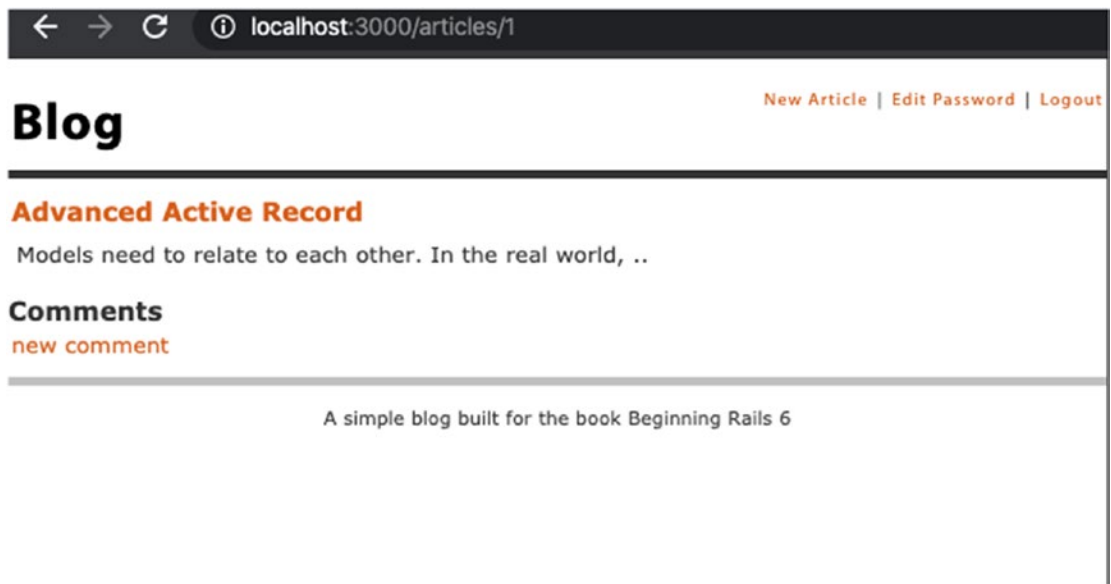 localhost:3000/articles/1
New Article | Edit Password | Logout
Blog
Advanced Active Record
Models need to relate to each other. In the real world, ..
Comments
new comment
A simple blog built for the book Beginning Rails 6